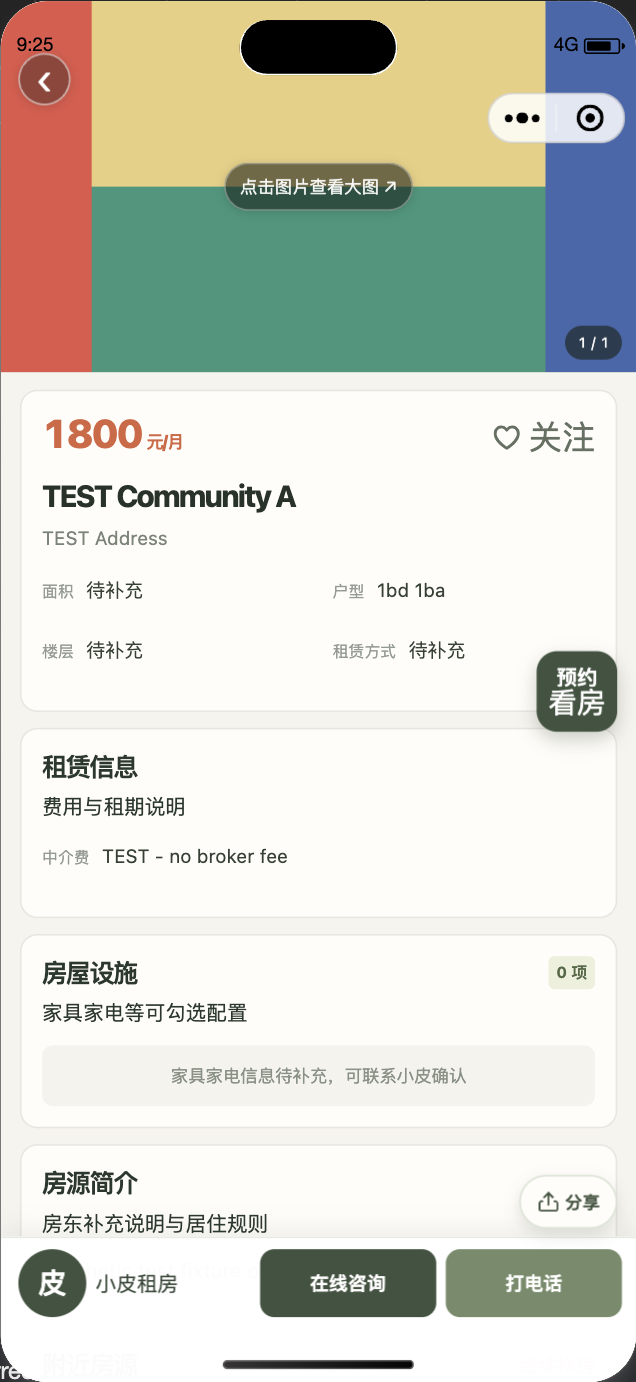 9:25
4G
点击图片查看大图↗
1 / 1
1800 元/月
关注
TEST Community A
TEST Address
面积 待补充
户型 1bd 1ba
楼层 待补充
租赁方式 待补充
预约
看房
租赁信息
费用与租期说明
中介费 TEST - no broker fee
房屋设施
0 项
家具家电等可勾选配置
家具家电信息待补充，可联系小皮确认
房源简介
房东补充说明与居住规则
分享
皮 小皮租房
在线咨询
打电话
附近房源